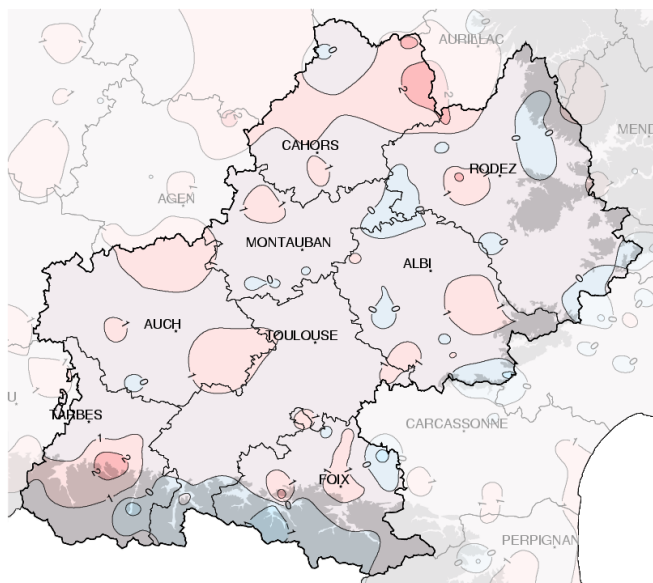 AURILLAC
MEND
CAHORS
RODEZ
AGEN
MONTAUBAN
ALBI
AUCH
TOULOUSE
U
TARBES
CARCASSONNE
FOIX
PERPIGNAN